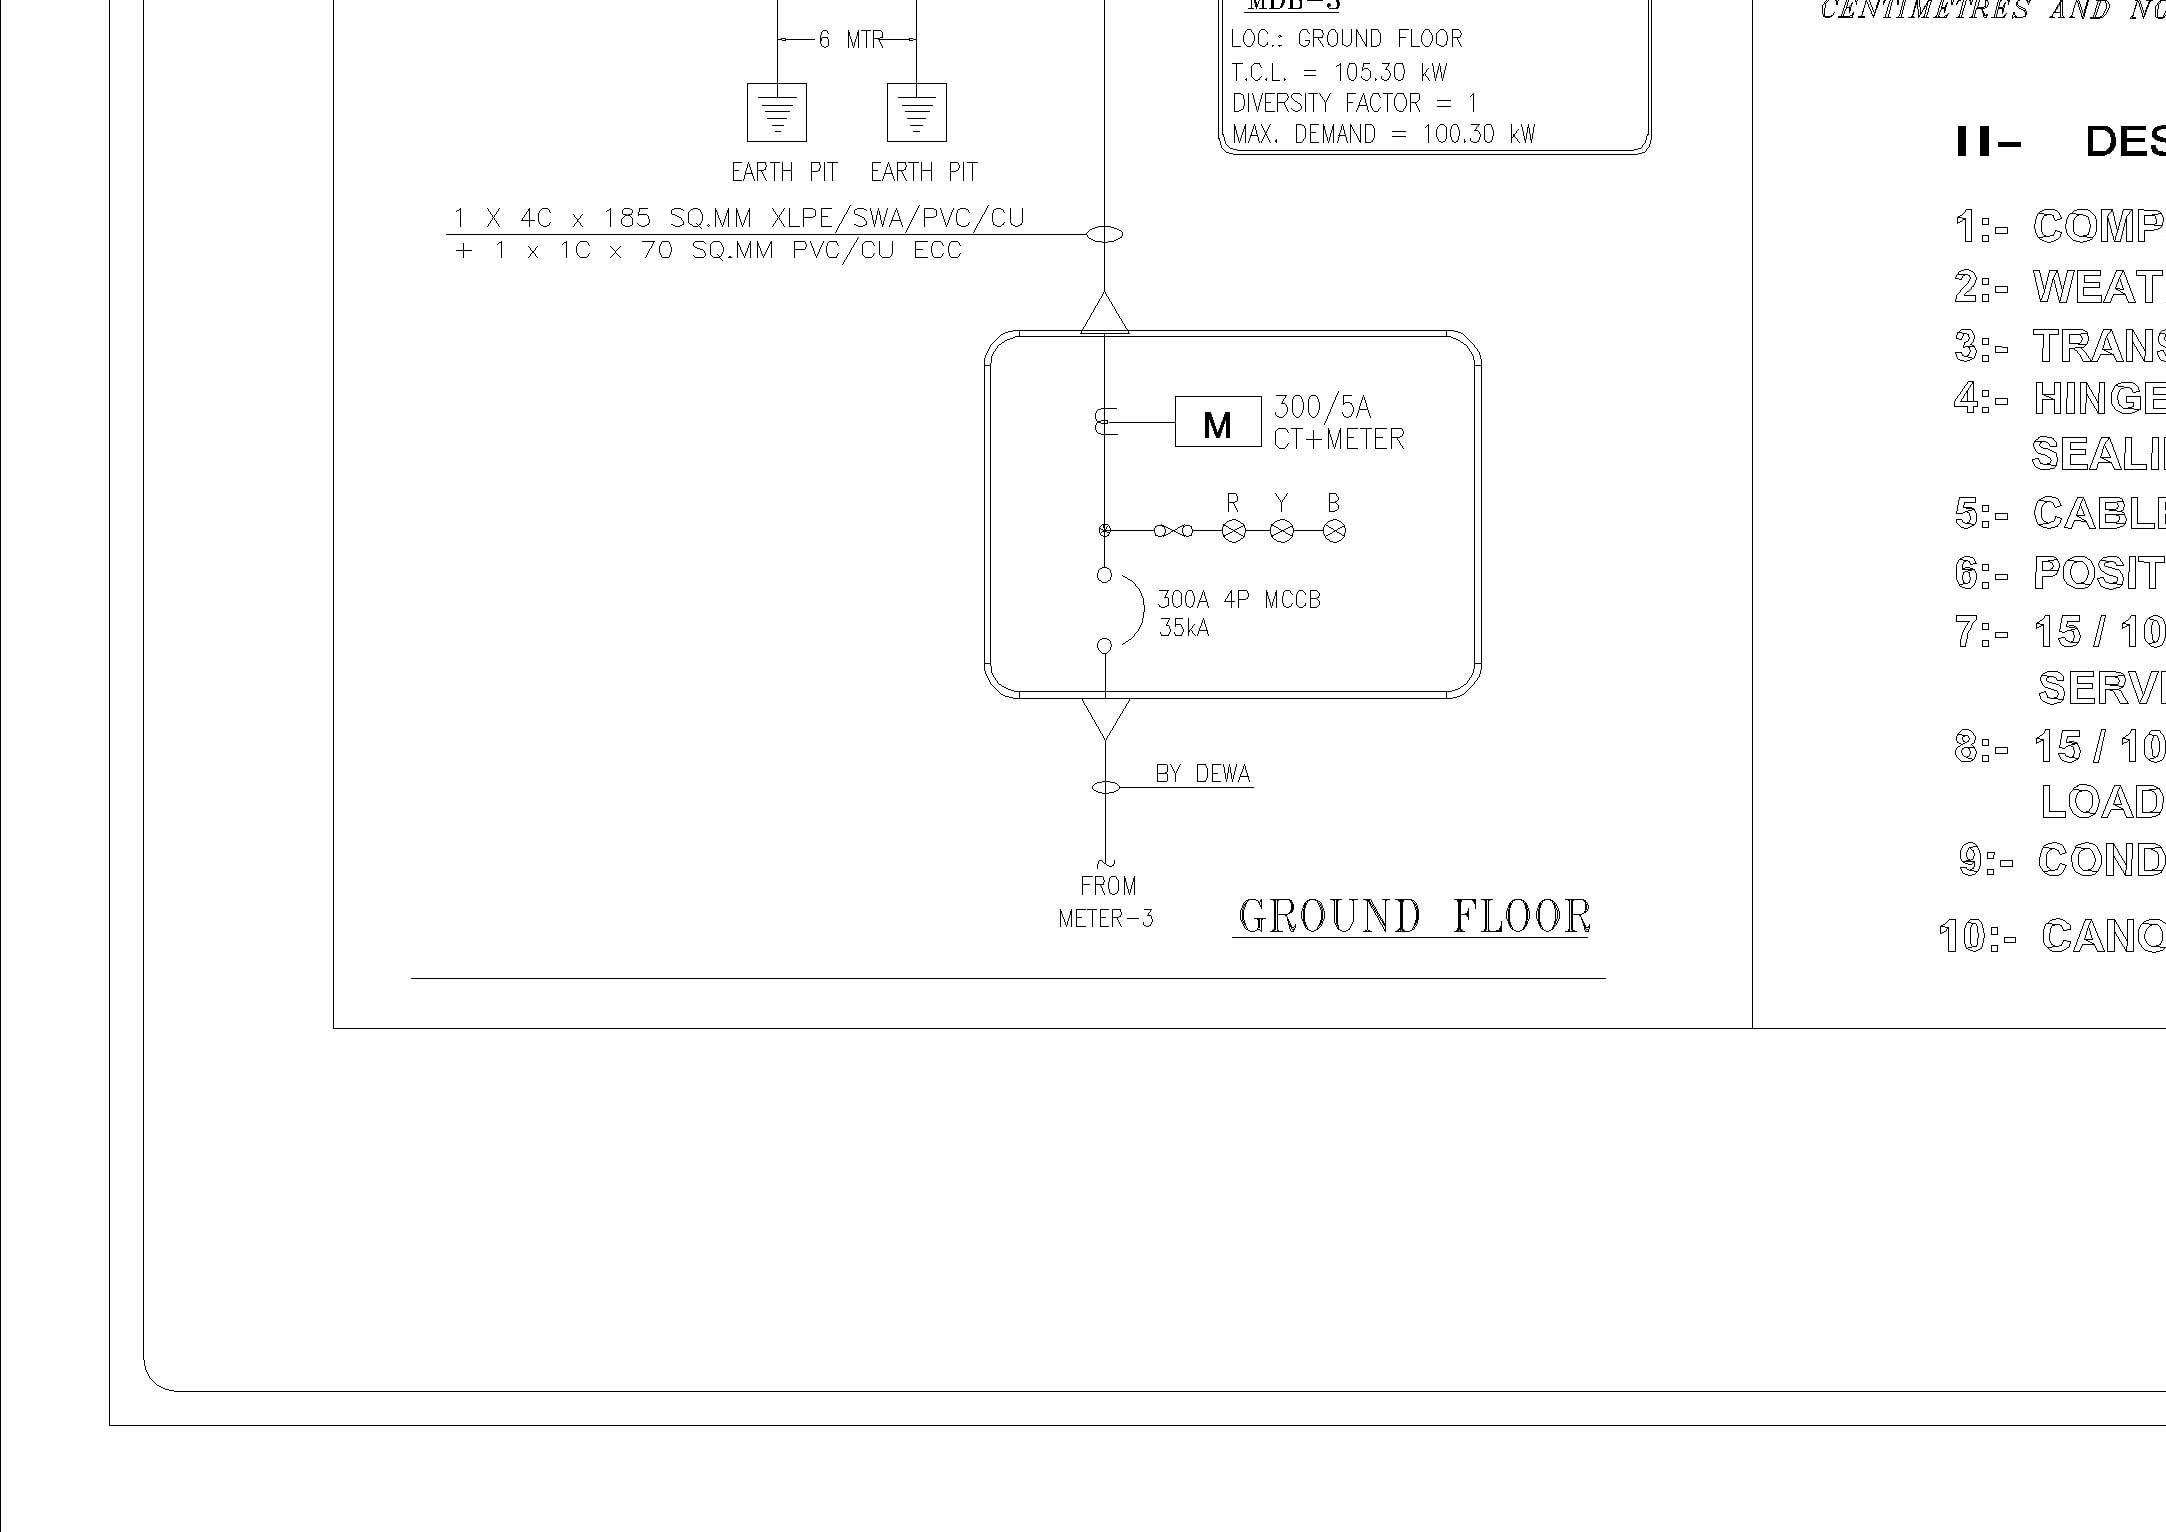 6 MTR
EARTH PIT EARTH PIT
1 X 4C x 185 SQ.MM XLPE/SWA/PVC/CU
+ 1 x 1C x 70 SQ.MM PVC/CU ECC
LOC.: GROUND FLOOR
T.C.L. = 105.30 kW
DIVERSITY FACTOR = 1
MAX. DEMAND = 100.30 kW
M
300/5A
CT+METER
R Y B
300A 4P MCCB
35kA
BY DEWA
FROM
METER-3
GROUND FLOOR
CENTIMETRES AND NO
II- DES
1:- COMP
2:- WEAT
3:- TRANS
4:- HINGE
SEALI
5:- CABLE
6:- POSIT
7:- 15 / 10
SERVI
8:- 15 / 10
LOAD
9:- COND
10:- CANO